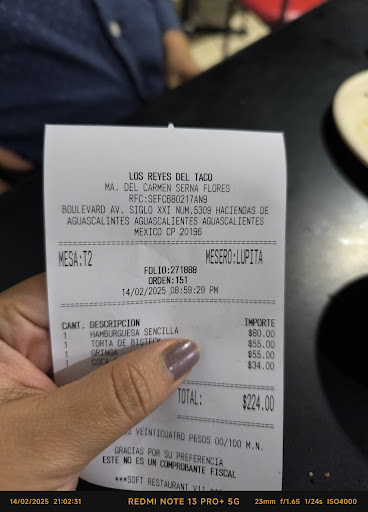 LOS REYES DEL TACO
MA. DEL CARMEN SERNA FLORES
RFC:SEFC680217AN9
BOULEVARD AV. SIGLO XXI NUM.5309 HACIENDAS DE
AGUASCALINTES AGUASCALIENTES AGUASCALIENTES
MEXICO CP 20196
MESA:T2 MESERO:LUPITA
FOLIO:271888
ORDEN:151
14/02/2025 08:59:29 PM
CANT. DESCRIPCION IMPORTE
1 HAMBURGUESA SENCILLA $80.00
1 TORTA DE BISTEC $55.00
1 GRINGA $55.00
1 COCA $34.00
TOTAL: $224.00
VEINTICUATRO PESOS 00/100 M.N.
GRACIAS POR SU PREFERENCIA
ESTE NO ES UN COMPROBANTE FISCAL
***SOFT RESTAURANT V11
14/02/2025 21:02:31 REDMI NOTE 13 PRO+ 5G 23mm f/1.65 1/24s ISO4000